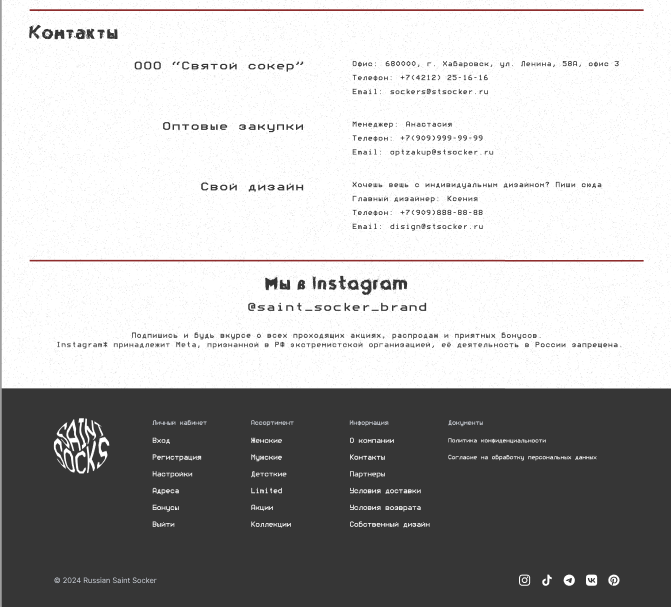 Контакты
ООО “Святой сокер”
Офис: 680000, г. Хабаровск, ул. Ленина, 58А, офис 3
Телефон: +7(4212) 25-16-16
Email: sockers@stsocker.ru
Оптовые закупки
Менеджер: Анастасия
Телефон: +7(909)999-99-99
Email: optzakup@stsocker.ru
Свой дизайн
Хочешь вещь с индивидуальным дизайном? Пиши сюда
Главный дизайнер: Ксения
Телефон: +7(909)888-88-88
Email: disign@stsocker.ru
Мы в Instagram
@saint_socker_brand
Подпишись и будь вкурсе о всех проходящих акциях, распродаж и приятных бонусов.
Instagram* принадлежит Meta, признанной в РФ экстремистской организацией, её деятельность в России запрещена.
SAINT
SOCKS
Личный кабинет
Вход
Регистрация
Настройки
Адреса
Бонусы
Выйти
Ассортимент
Женские
Мужские
Детсткие
Limited
Акции
Коллекции
Информация
О компании
Контакты
Партнеры
Условия доставки
Условия возврата
Собственный дизайн
Документы
Политика конфиденциальности
Согласие на обработку персональных данных
© 2024 Russian Saint Socker